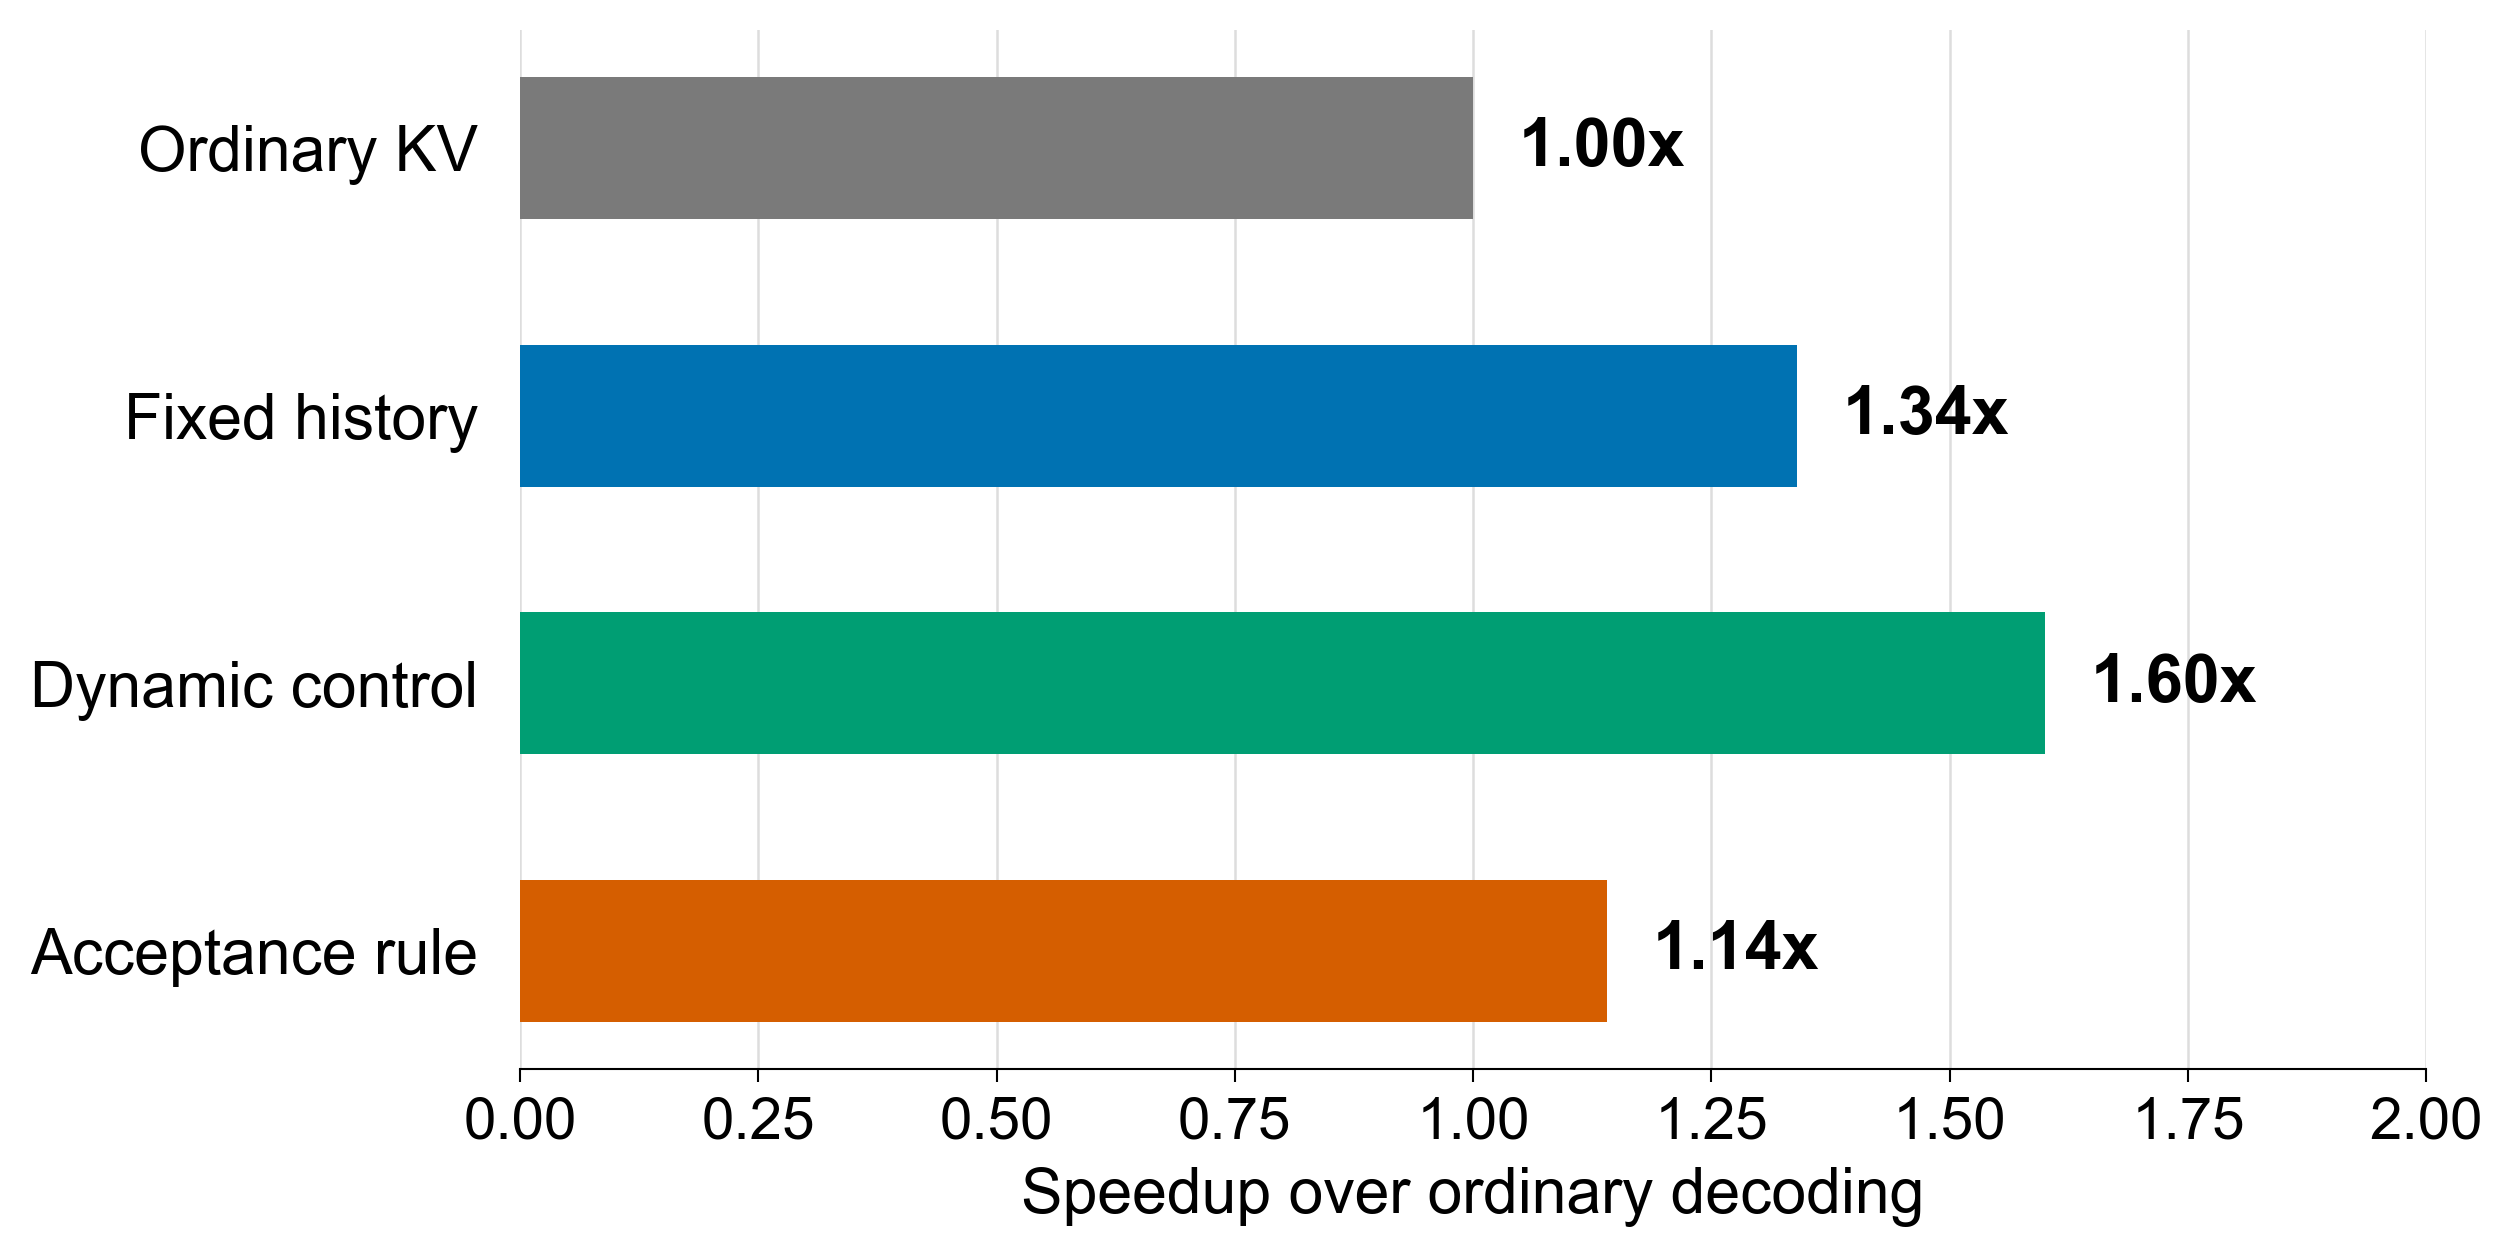 Ordinary KV
1.00x
Fixed history
1.34x
Dynamic control
1.60x
Acceptance rule
1.14x
0.00 0.25 0.50 0.75 1.00 1.25 1.50 1.75 2.00
Speedup over ordinary decoding